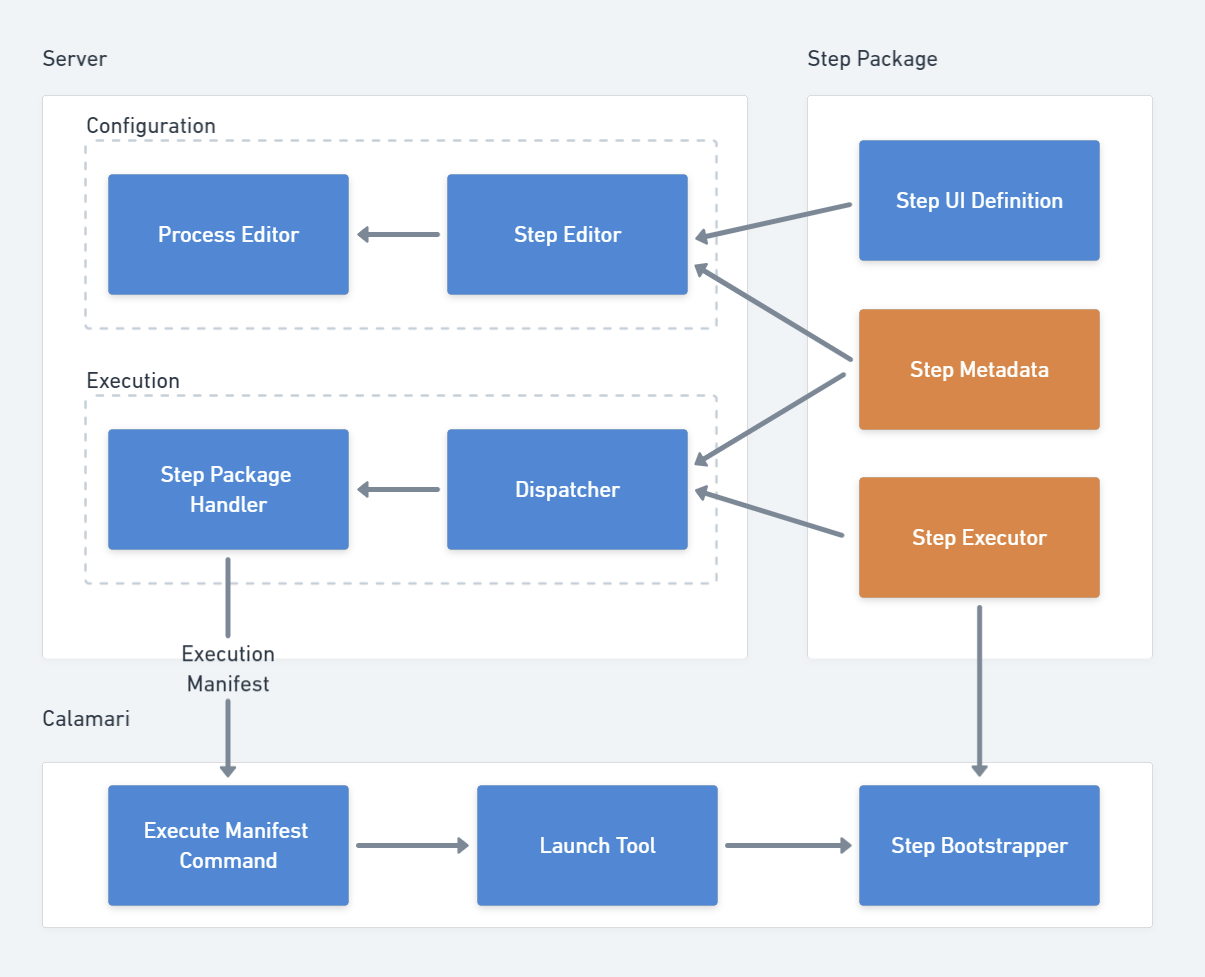 Server
Step Package
Configuration
Process Editor
Step Editor
Step UI Definition
Step Metadata
Execution
Step Package
Handler
Dispatcher
Step Executor
Execution
Manifest
Calamari
Execute Manifest
Command
Launch Tool
Step Bootstrapper